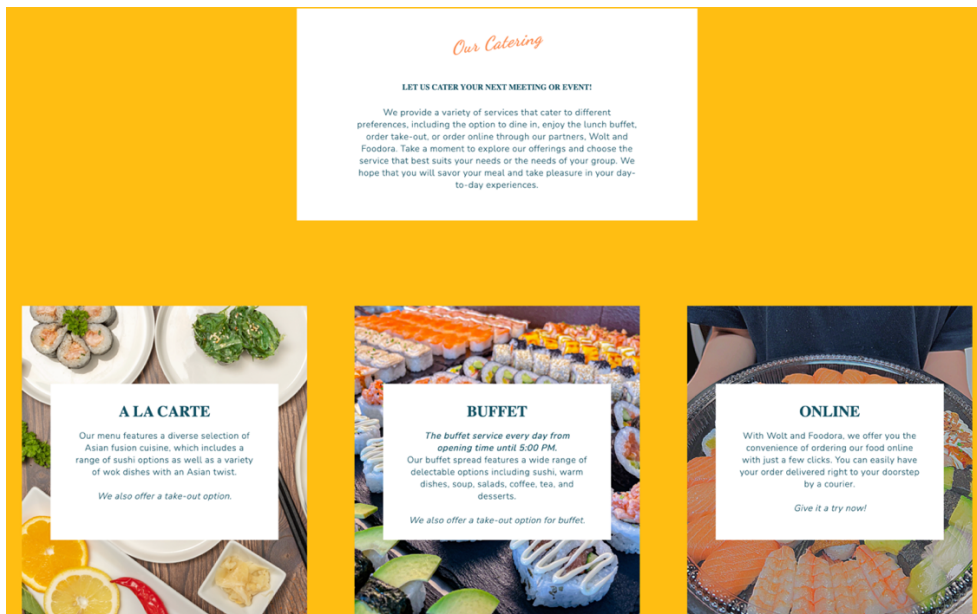 Our Catering
LET US CATER YOUR NEXT MEETING OR EVENT!
We provide a variety of services that cater to different
preferences, including the option to dine in, enjoy the lunch buffet,
order take-out, or order online through our partners, Wolt and
Foodora. Take a moment to explore our offerings and choose the
service that best suits your needs or the needs of your group. We
hope that you will savor your meal and take pleasure in your day-
to-day experiences.
A LA CARTE
Our menu features a diverse selection of
Asian fusion cuisine, which includes a
range of sushi options as well as a variety
of wok dishes with an Asian twist.
We also offer a take-out option.
BUFFET
The buffet service every day from
opening time until 5:00 PM.
Our buffet spread features a wide range of
delectable options including sushi, warm
dishes, soup, salads, coffee, tea, and
desserts.
We also offer a take-out option for buffet.
ONLINE
With Wolt and Foodora, we offer you the
convenience of ordering our food online
with just a few clicks. You can easily have
your order delivered right to your doorstep
by a courier.
Give it a try now!